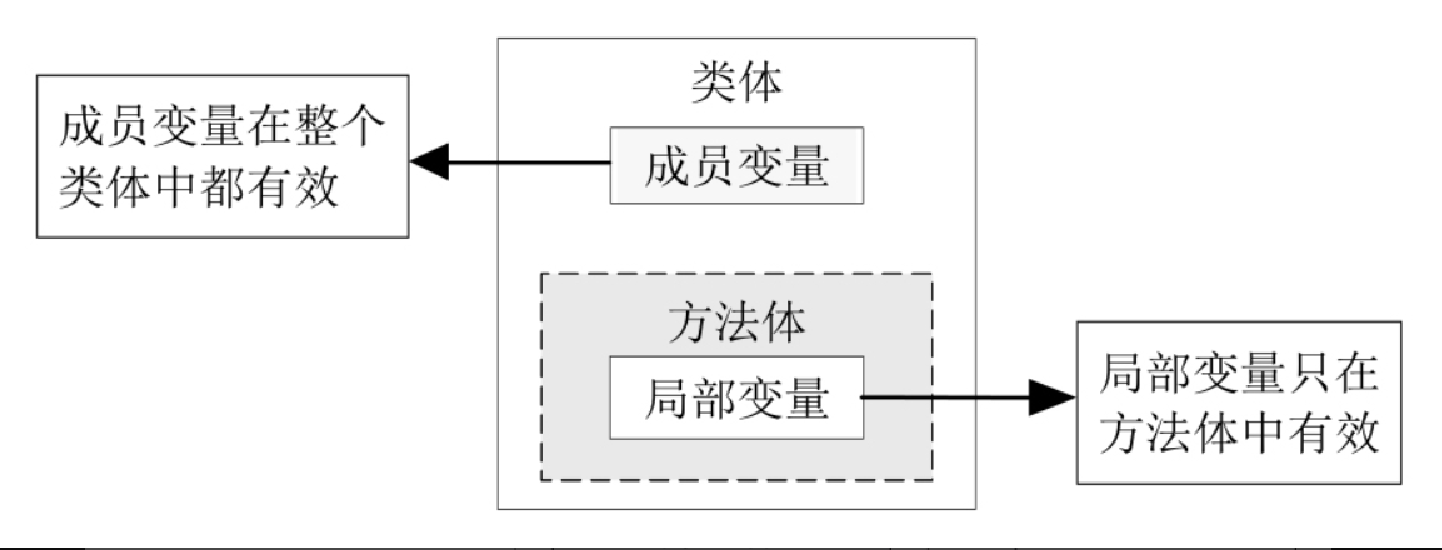 类体
成员变量在整个
类体中都有效
成员变量
方法体
局部变量
局部变量只在
方法体中有效